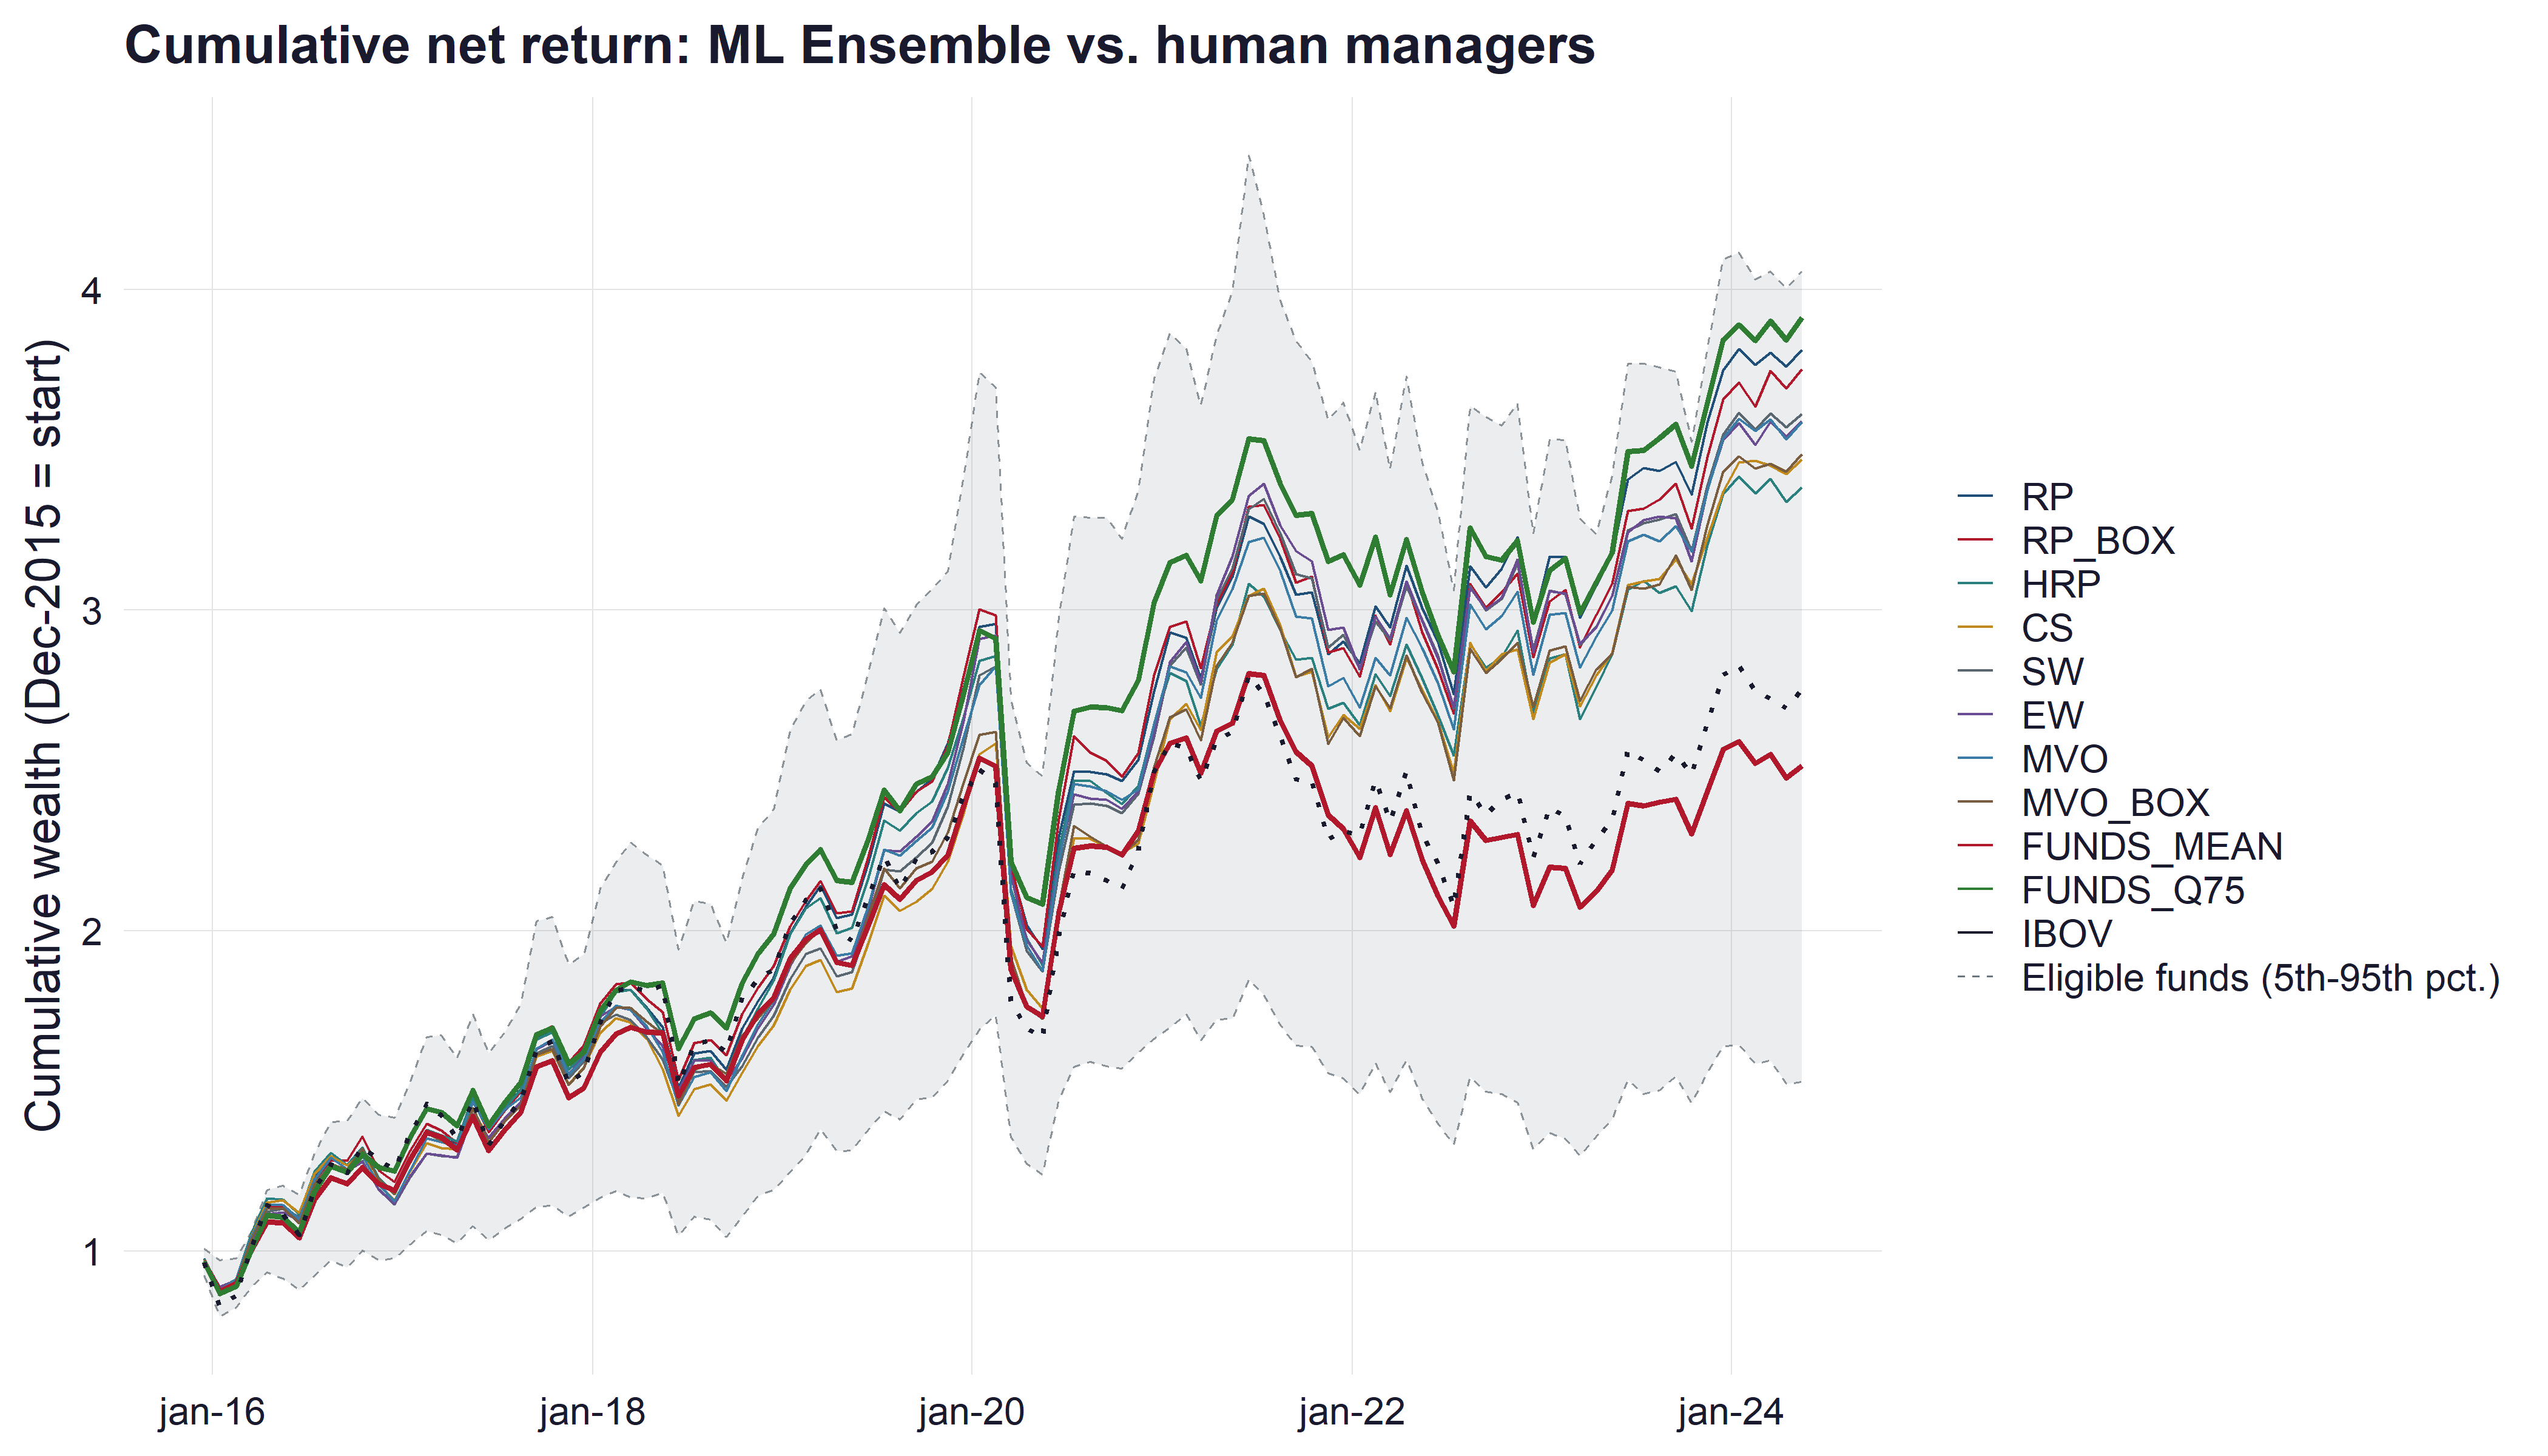 Cumulative net return: ML Ensemble vs. human managers
Cumulative wealth (Dec-2015 = start)
4
3
2
1
jan-16
jan-18
jan-20
jan-22
jan-24
RP
RP_BOX
HRP
CS
SW
EW
MVO
MVO_BOX
FUNDS_MEAN
FUNDS_Q75
IBOV
Eligible funds (5th-95th pct.)